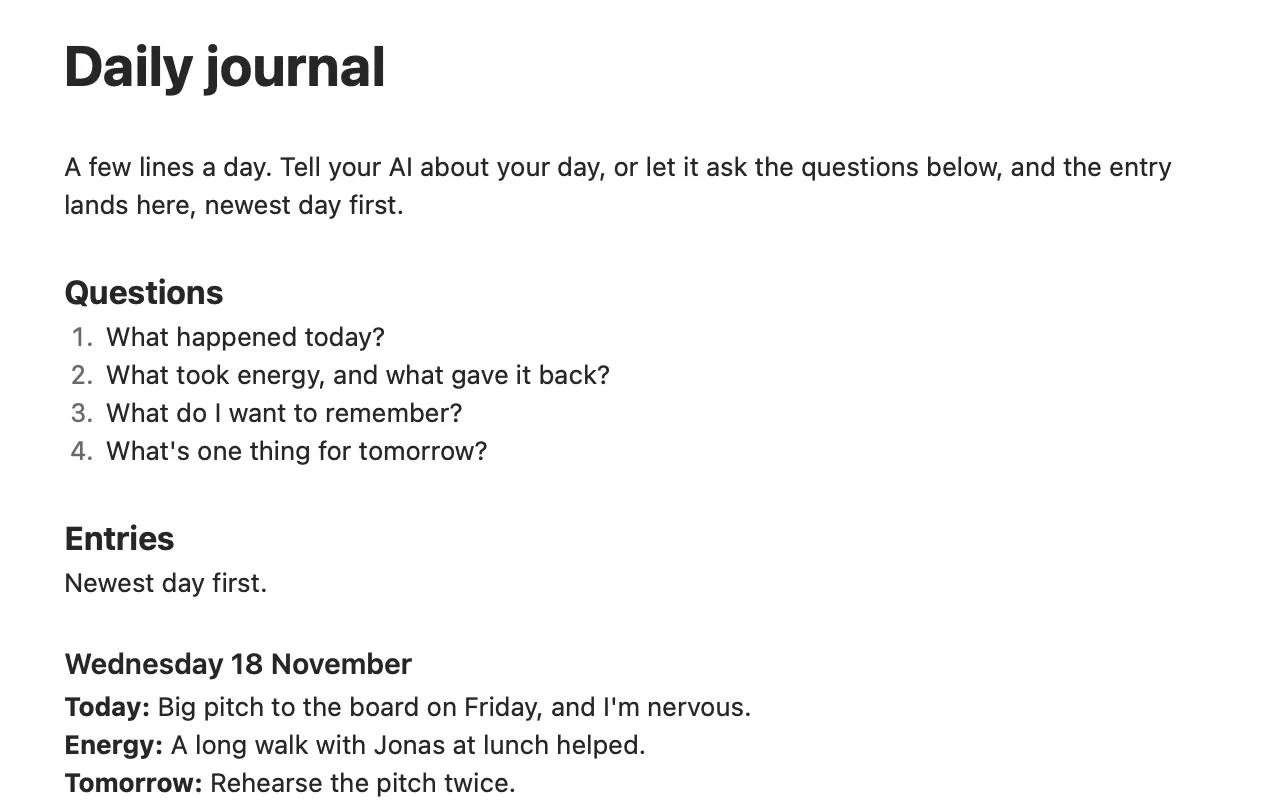 Daily journal
A few lines a day. Tell your AI about your day, or let it ask the questions below, and the entry
lands here, newest day first.
Questions
1. What happened today?
2. What took energy, and what gave it back?
3. What do I want to remember?
4. What's one thing for tomorrow?
Entries
Newest day first.
Wednesday 18 November
Today: Big pitch to the board on Friday, and I'm nervous.
Energy: A long walk with Jonas at lunch helped.
Tomorrow: Rehearse the pitch twice.